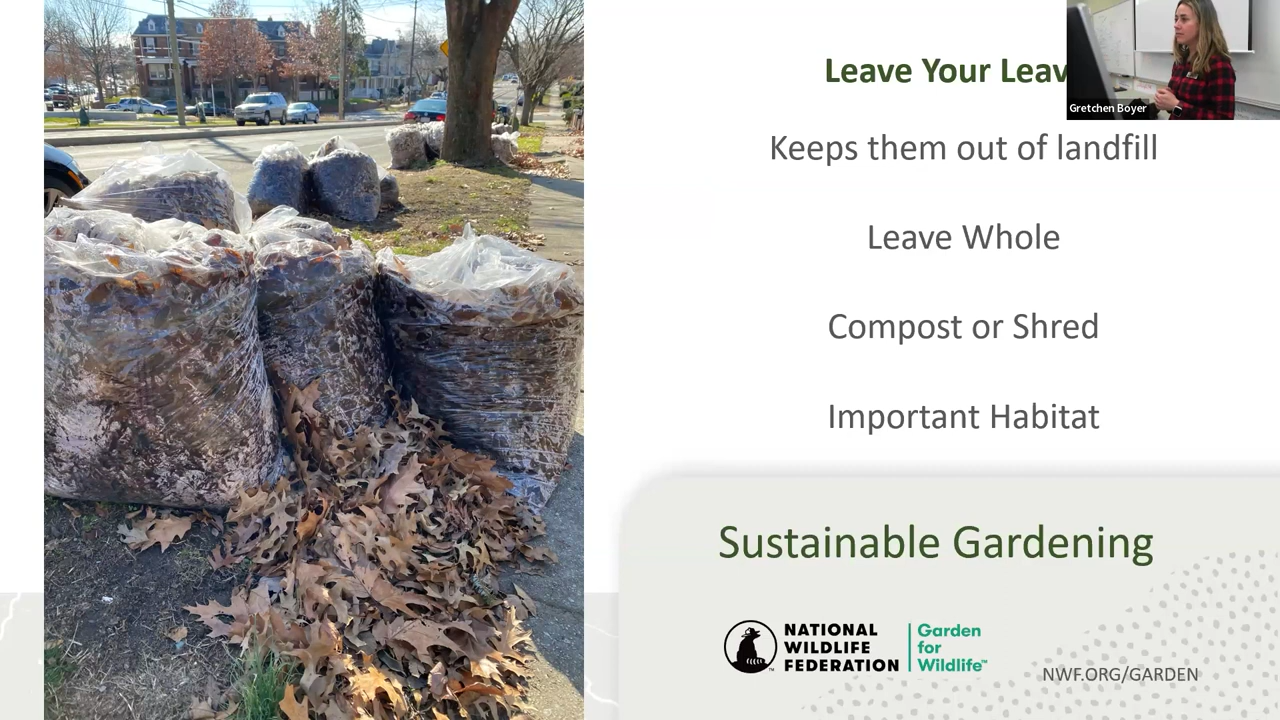 Leave Your Leav
Gretchen Boyer
Keeps them out of landfill
Leave Whole
Compost or Shred
Important Habitat
Sustainable Gardening
NATIONAL
WILDLIFE
FEDERATION
Garden
for
Wildlife™
NWF.ORG/GARDEN